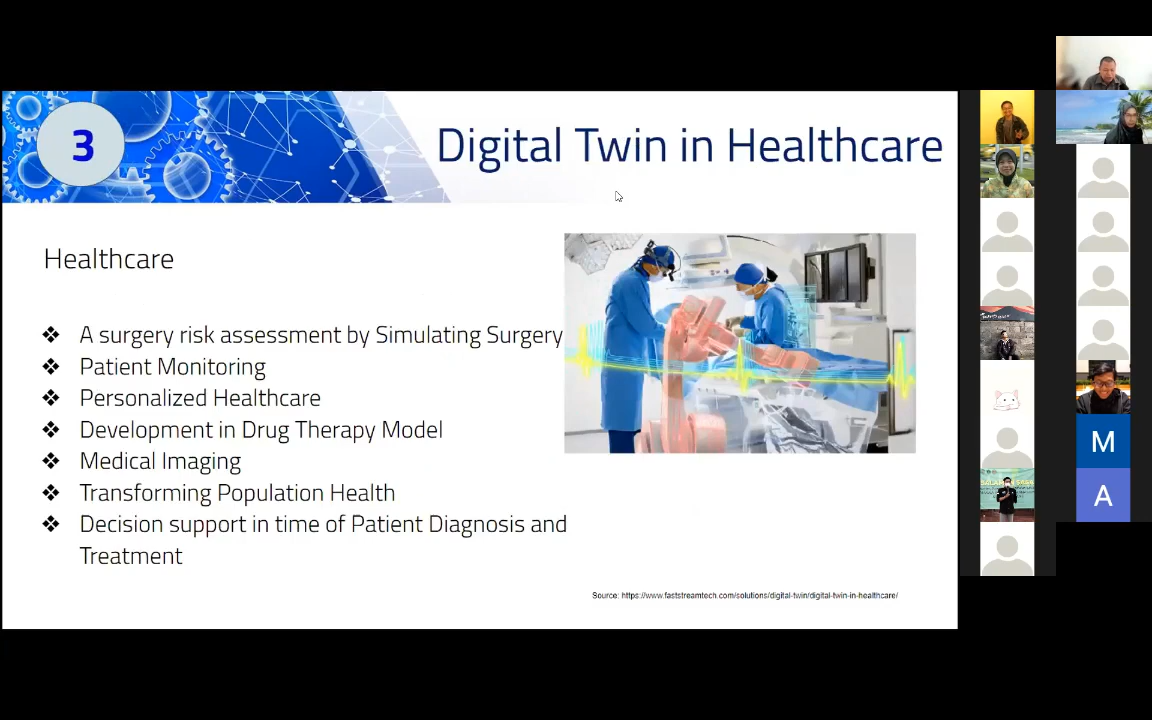 3
Digital Twin in Healthcare
Healthcare
❖ A surgery risk assessment by Simulating Surgery
❖ Patient Monitoring
❖ Personalized Healthcare
❖ Development in Drug Therapy Model
❖ Medical Imaging
❖ Transforming Population Health
❖ Decision support in time of Patient Diagnosis and
Treatment
Source: https://www.faststreamtech.com/solutions/digital-twin/digital-twin-in-healthcare/
M
A